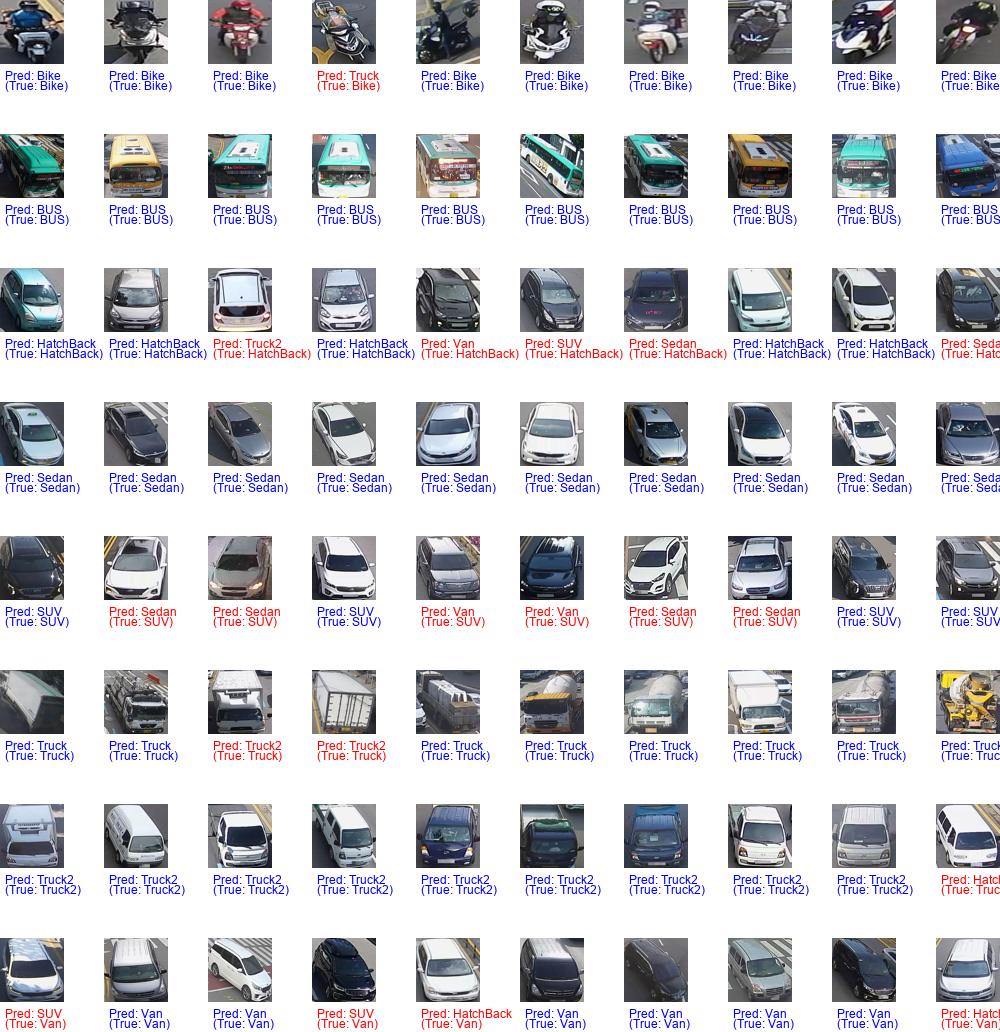 Pred: Bike Pred: Bike Pred: Bike Pred: Truck Pred: Bike Pred: Bike Pred: Bike Pred: Bike Pred: Bike Pred: Bike
(True: Bike) (True: Bike) (True: Bike) (True: Bike) (True: Bike) (True: Bike) (True: Bike) (True: Bike) (True: Bike) (True: Bike
Pred: BUS Pred: BUS Pred: BUS Pred: BUS Pred: BUS Pred: BUS Pred: BUS Pred: BUS Pred: BUS Pred: BUS
(True: BUS) (True: BUS) (True: BUS) (True: BUS) (True: BUS) (True: BUS) (True: BUS) (True: BUS) (True: BUS) (True: BUS
Pred: HatchBack Pred: HatchBack Pred: Truck2 Pred: HatchBack Pred: Van Pred: SUV Pred: Sedan Pred: HatchBack Pred: HatchBack Pred: Seda
(True: HatchBack) (True: HatchBack) (True: HatchBack) (True: HatchBack) (True: HatchBack) (True: HatchBack) (True: HatchBack) (True: HatchBack) (True: HatchBack) (True: Hatc
Pred: Sedan Pred: Sedan Pred: Sedan Pred: Sedan Pred: Sedan Pred: Sedan Pred: Sedan Pred: Sedan Pred: Sedan Pred: Seda
(True: Sedan) (True: Sedan) (True: Sedan) (True: Sedan) (True: Sedan) (True: Sedan) (True: Sedan) (True: Sedan) (True: Sedan) (True: Seda
Pred: SUV Pred: Sedan Pred: Sedan Pred: SUV Pred: Van Pred: Van Pred: Sedan Pred: Sedan Pred: SUV Pred: SUV
(True: SUV) (True: SUV) (True: SUV) (True: SUV) (True: SUV) (True: SUV) (True: SUV) (True: SUV) (True: SUV) (True: SUV)
Pred: Truck Pred: Truck Pred: Truck2 Pred: Truck2 Pred: Truck Pred: Truck Pred: Truck Pred: Truck Pred: Truck Pred: Truck
(True: Truck) (True: Truck) (True: Truck) (True: Truck) (True: Truck) (True: Truck) (True: Truck) (True: Truck) (True: Truck) (True: Truc
Pred: Truck2 Pred: Truck2 Pred: Truck2 Pred: Truck2 Pred: Truck2 Pred: Truck2 Pred: Truck2 Pred: Truck2 Pred: Truck2 Pred: Hatc
(True: Truck2) (True: Truck2) (True: Truck2) (True: Truck2) (True: Truck2) (True: Truck2) (True: Truck2) (True: Truck2) (True: Truck2) (True: Truc
Pred: SUV Pred: Van Pred: Van Pred: SUV Pred: HatchBack Pred: Van Pred: Van Pred: Van Pred: Van Pred: Hatc
(True: Van) (True: Van) (True: Van) (True: Van) (True: Van) (True: Van) (True: Van) (True: Van) (True: Van) (True: Van)